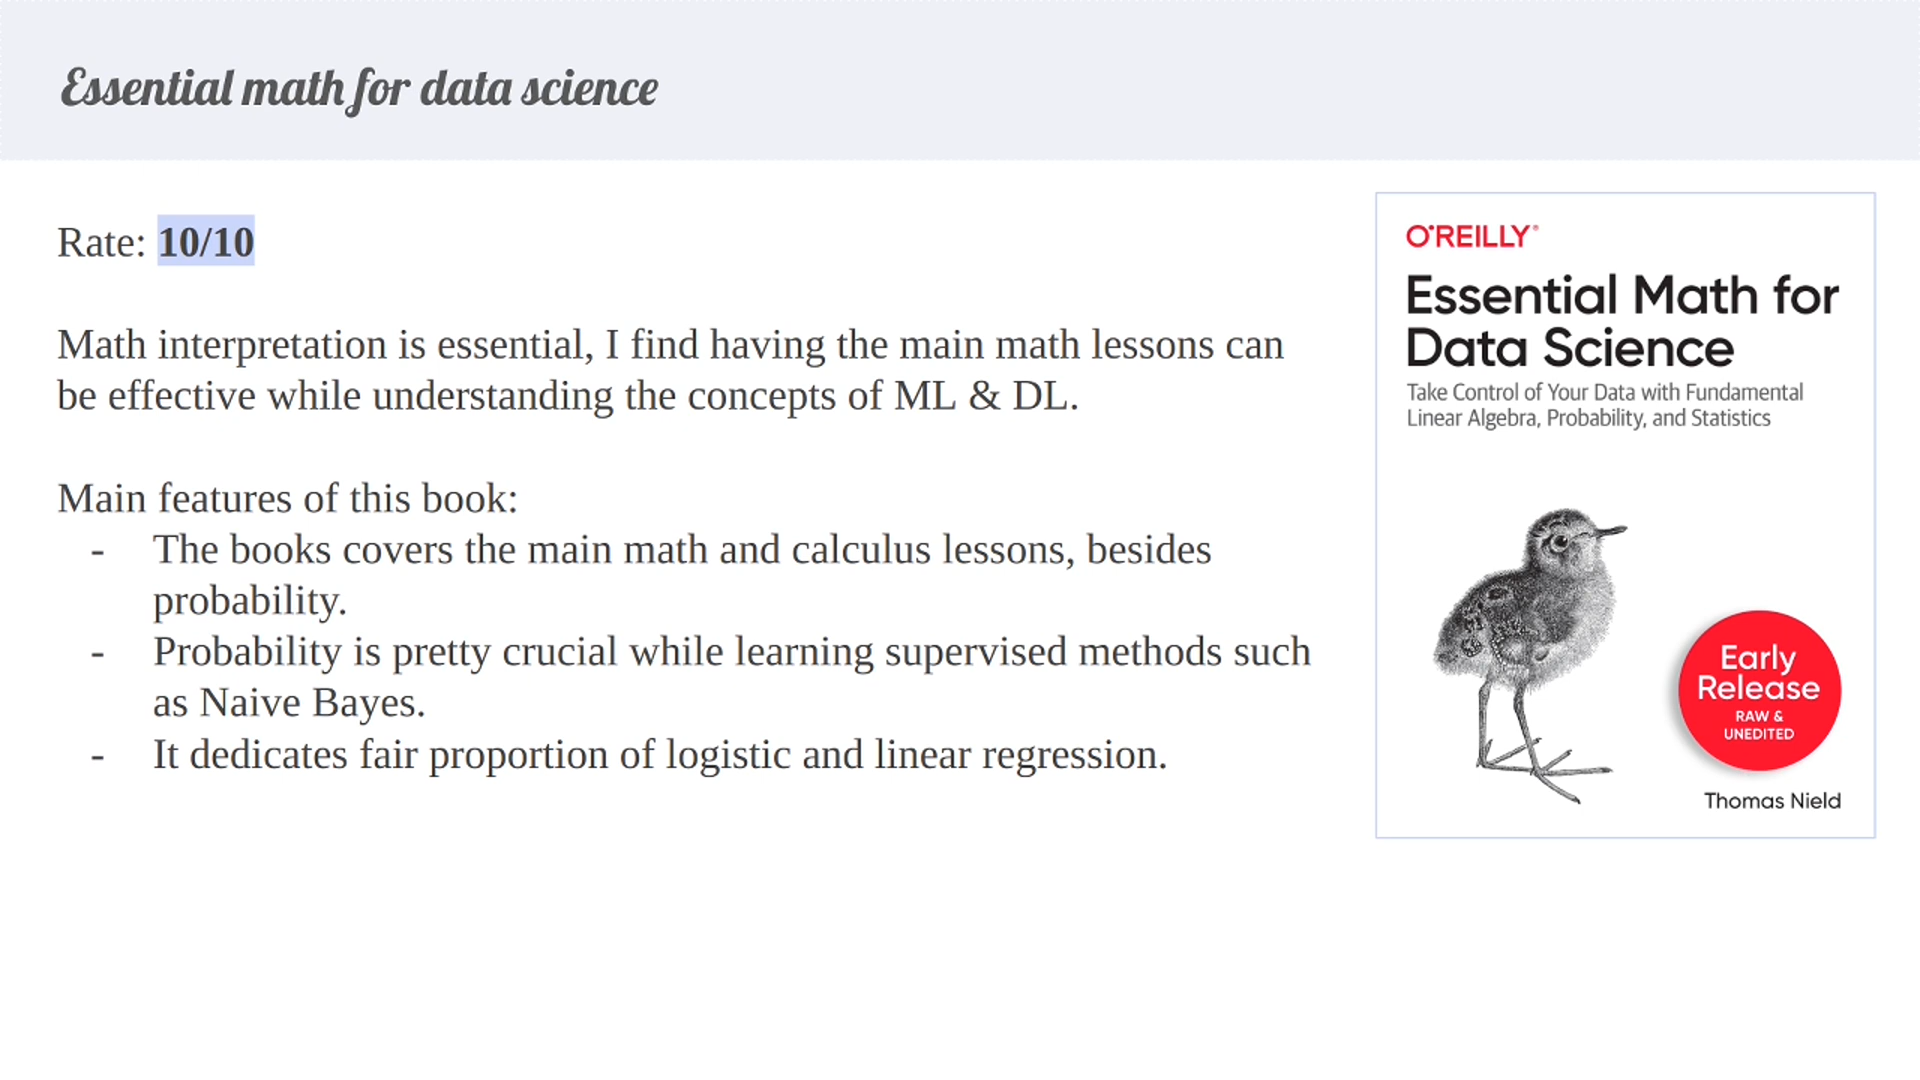 Essential math for data science
Rate: 10/10
Math interpretation is essential, I find having the main math lessons can
be effective while understanding the concepts of ML & DL.
Main features of this book:
- The books covers the main math and calculus lessons, besides
probability.
- Probability is pretty crucial while learning supervised methods such
as Naive Bayes.
- It dedicates fair proportion of logistic and linear regression.
O'REILLY®
Essential Math for
Data Science
Take Control of Your Data with Fundamental
Linear Algebra, Probability, and Statistics
Early
Release
RAW &
UNEDITED
Thomas Nield